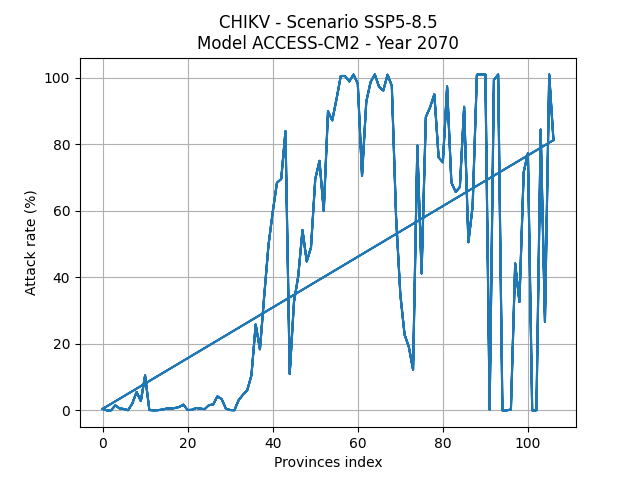 CHIKV - Scenario SSP5-8.5
Model ACCESS-CM2 - Year 2070
Attack rate (%)
100
80
60
40
20
0
0 20 40 60 80 100
Provinces index